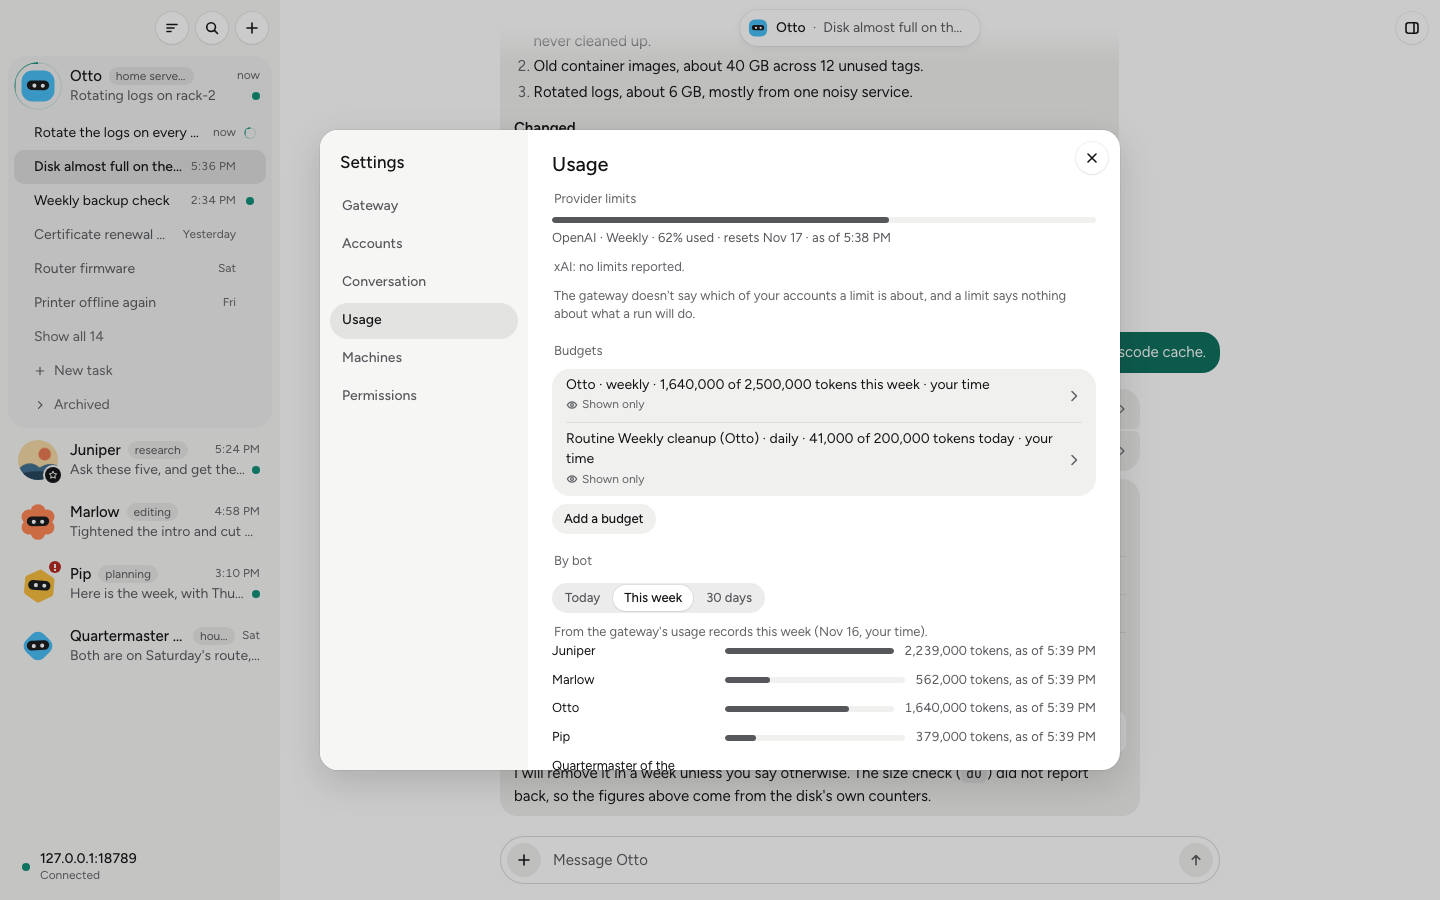 Otto
home serve...
now
Rotating logs on rack-2
Rotate the logs on every ...
now
Disk almost full on the...
5:36 PM
Weekly backup check
2:34 PM
Certificate renewal ...
Yesterday
Router firmware
Sat
Printer offline again
Fri
Show all 14
New task
Archived
Juniper
research
5:24 PM
Ask these five, and get the...
Marlow
editing
4:58 PM
Tightened the intro and cut ...
Pip
planning
3:10 PM
Here is the week, with Thu...
Quartermaster ...
hou...
Sat
Both are on Saturday's route,...
127.0.0.1:18789
Connected
Otto · Disk almost full on th...
never cleaned up.
2. Old container images, about 40 GB across 12 unused tags.
3. Rotated logs, about 6 GB, mostly from one noisy service.
Changed
scode cache.
Settings
Gateway
Accounts
Conversation
Usage
Machines
Permissions
Usage
Provider limits
OpenAI · Weekly · 62% used · resets Nov 17 · as of 5:38 PM
xAI: no limits reported.
The gateway doesn't say which of your accounts a limit is about, and a limit says nothing
about what a run will do.
Budgets
Otto · weekly · 1,640,000 of 2,500,000 tokens this week · your time
Shown only
Routine Weekly cleanup (Otto) · daily · 41,000 of 200,000 tokens today · your
time
Shown only
Add a budget
By bot
Today
This week
30 days
From the gateway's usage records this week (Nov 16, your time).
Juniper
2,239,000 tokens, as of 5:39 PM
Marlow
562,000 tokens, as of 5:39 PM
Otto
1,640,000 tokens, as of 5:39 PM
Pip
379,000 tokens, as of 5:39 PM
Quartermaster of the
I will remove it in a week unless you say otherwise. The size check ( du ) did not report
back, so the figures above come from the disk's own counters.
Message Otto